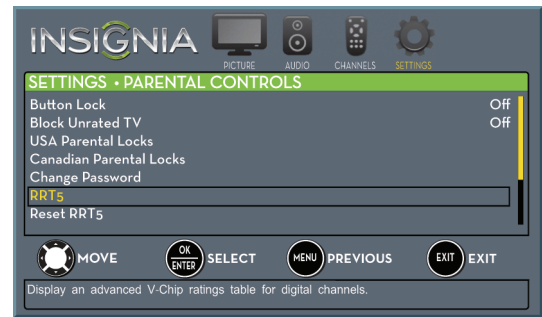 INSIGNIA
PICTURE AUDIO CHANNELS SETTINGS
SETTINGS • PARENTAL CONTROLS
Button Lock Off
Block Unrated TV Off
USA Parental Locks
Canadian Parental Locks
Change Password
RRT5
Reset RRT5
MOVE OK ENTER SELECT MENU PREVIOUS EXIT EXIT
Display an advanced V-Chip ratings table for digital channels.